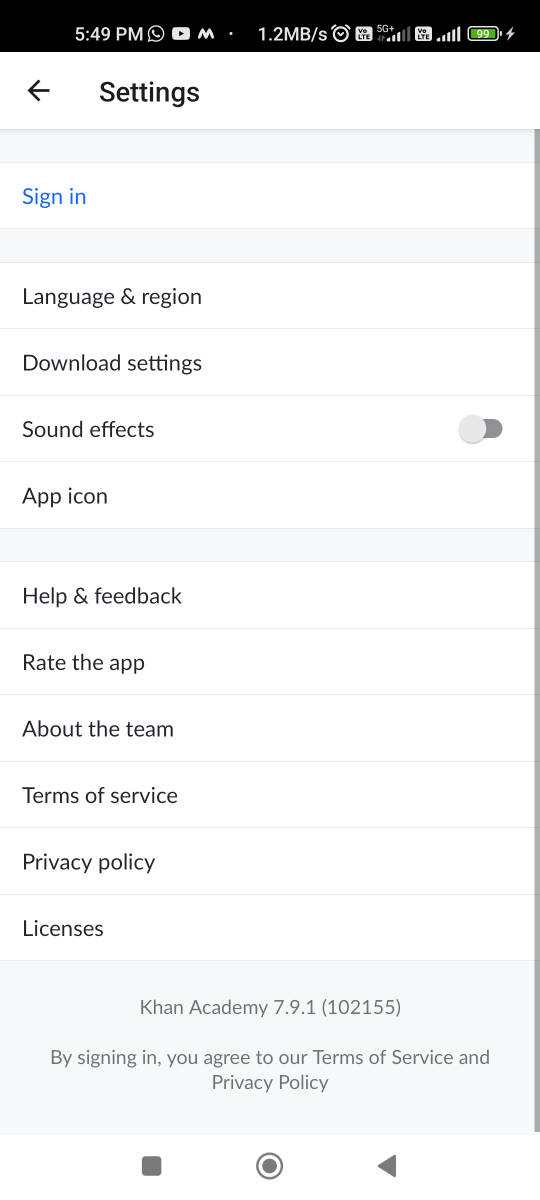 5:49 PM · 1.2MB/s Vo LTE 5G+ Vo LTE 99
Settings
Sign in
Language & region
Download settings
Sound effects
App icon
Help & feedback
Rate the app
About the team
Terms of service
Privacy policy
Licenses
Khan Academy 7.9.1 (102155)
By signing in, you agree to our Terms of Service and
Privacy Policy